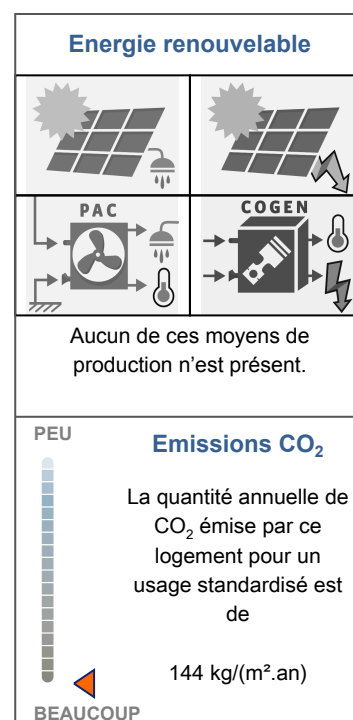 Energie renouvelable
PAC
COGEN
Aucun de ces moyens de
production n'est présent.
PEU
Emissions CO₂
La quantité annuelle de
CO₂ émise par ce
logement pour un
usage standardisé est
de
144 kg/(m².an)
BEAUCOUP